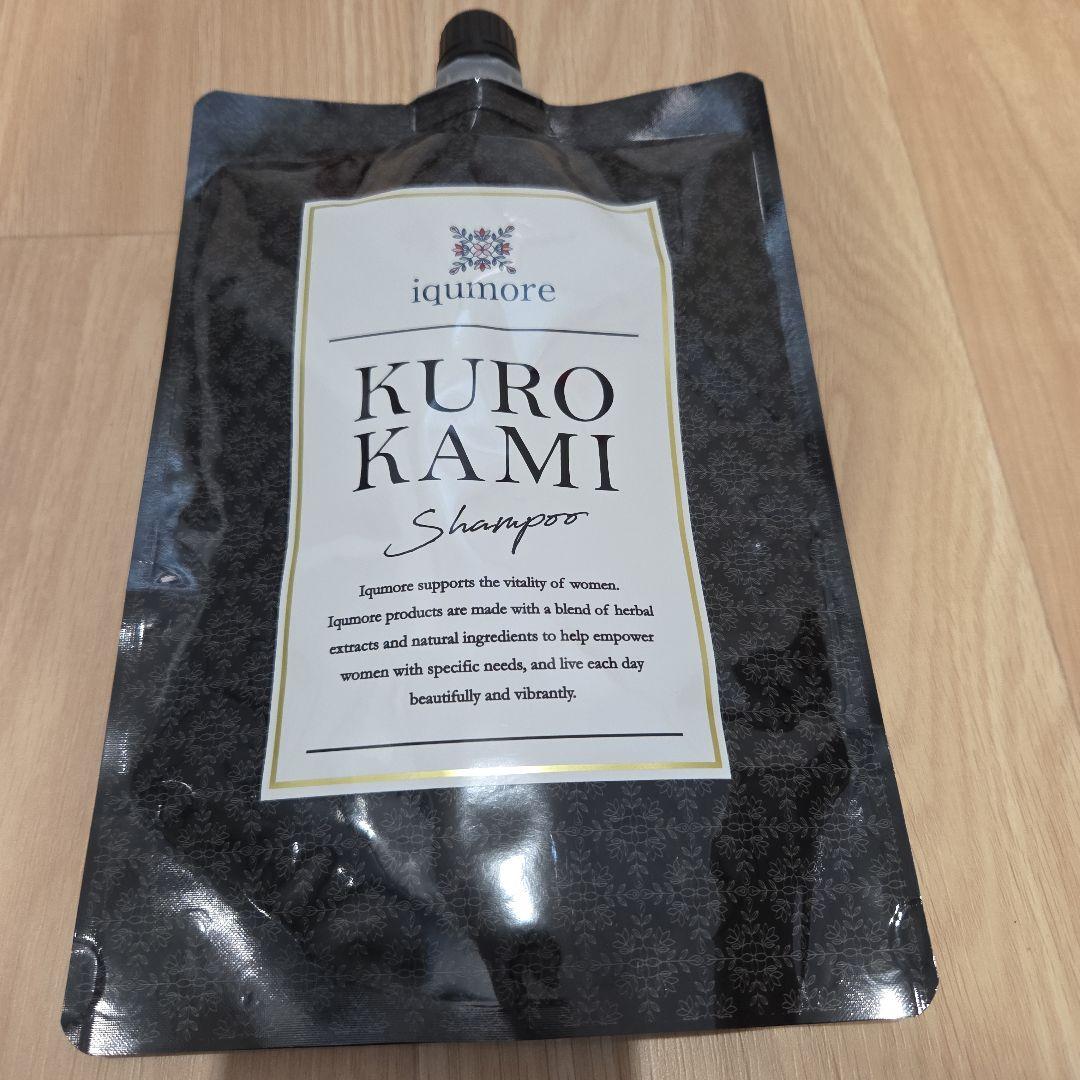 iqumore
KURO
KAMI
Shampoo
Iqumore supports the vitality of women.
Iqumore products are made with a blend of herbal
extracts and natural ingredients to help empower
women with specific needs, and live each day
beautifully and vibrantly.